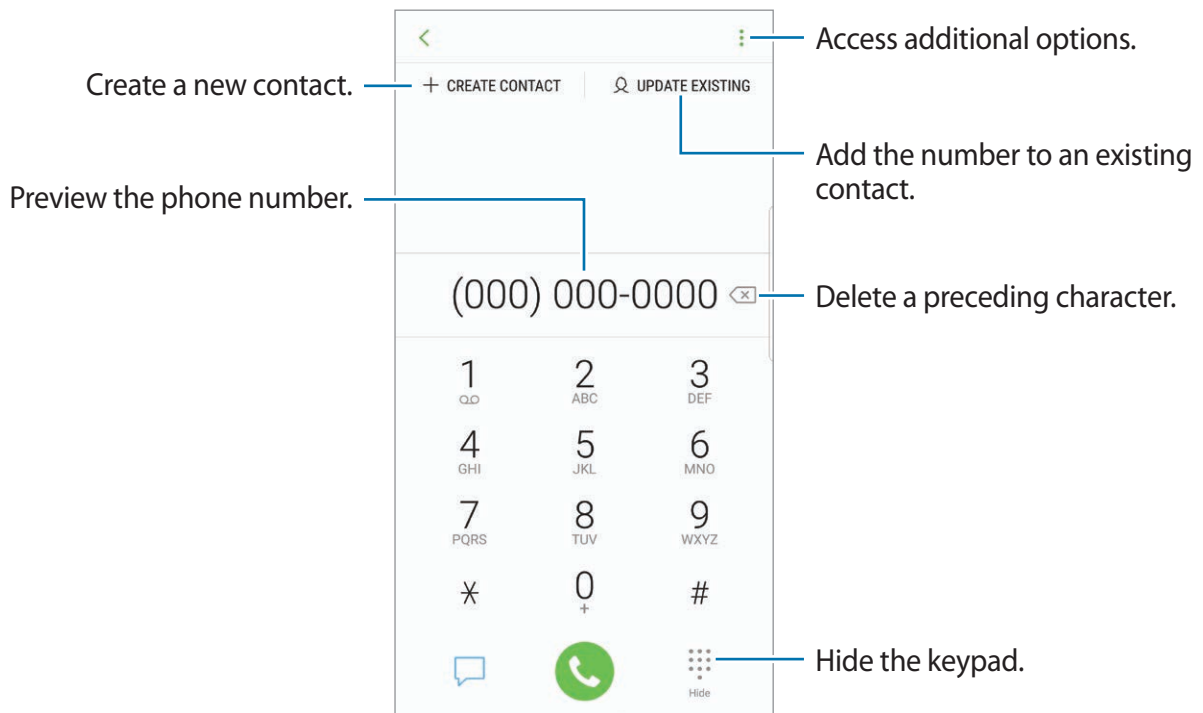 Access additional options.
Create a new contact.
+ CREATE CONTACT
UPDATE EXISTING
Add the number to an existing
contact.
Preview the phone number.
(000) 000-0000
Delete a preceding character.
1
2
ABC
3
DEF
4
GHI
5
JKL
6
MNO
7
PQRS
8
TUV
9
WXYZ
*
0
+
#
Hide
Hide the keypad.